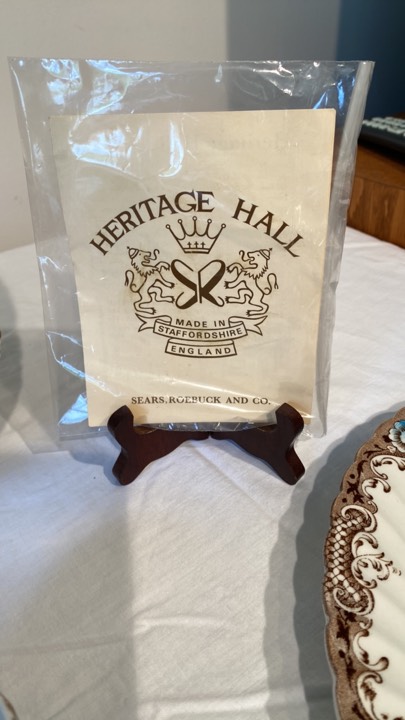 HERITAGE HALL
SR
MADE IN
STAFFORDSHIRE
ENGLAND
SEARS, ROEBUCK AND CO.